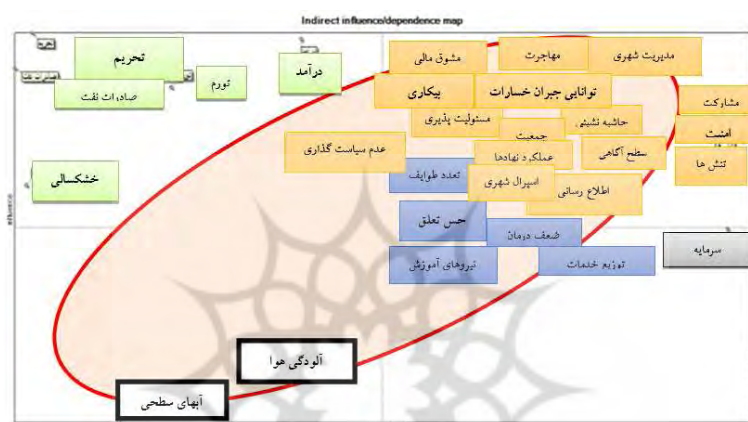 Indirect influence/dependence map
تحریم
درآمد
مشوق مالی
مهاجرت
مدیریت شهری
صادرات نفت
تورم
بیکاری
توانایی جبران خسارات
مشارکت
مسئولیت پذیری
حاشیه نشینی
امنیت
جمعیت
عدم سیاست گذاری
عملکرد نهادها
سطح آگاهی
تنش ها
خشکسالی
تعدد طوایف
اسپرال شهری
اطلاع رسانی
حس تعلق
ضعف درمان
سرمایه
نیروهای آموزش
توزیع خدمات
آلودگی هوا
آبهای سطحی